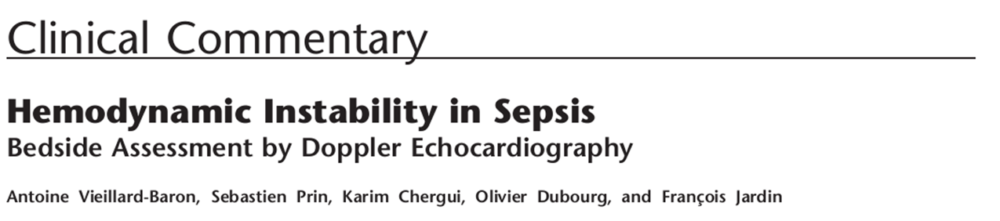 Clinical Commentary
Hemodynamic Instability in Sepsis
Bedside Assessment by Doppler Echocardiography
Antoine Vieillard-Baron, Sebastien Prin, Karim Chergui, Olivier Dubourg, and François Jardin